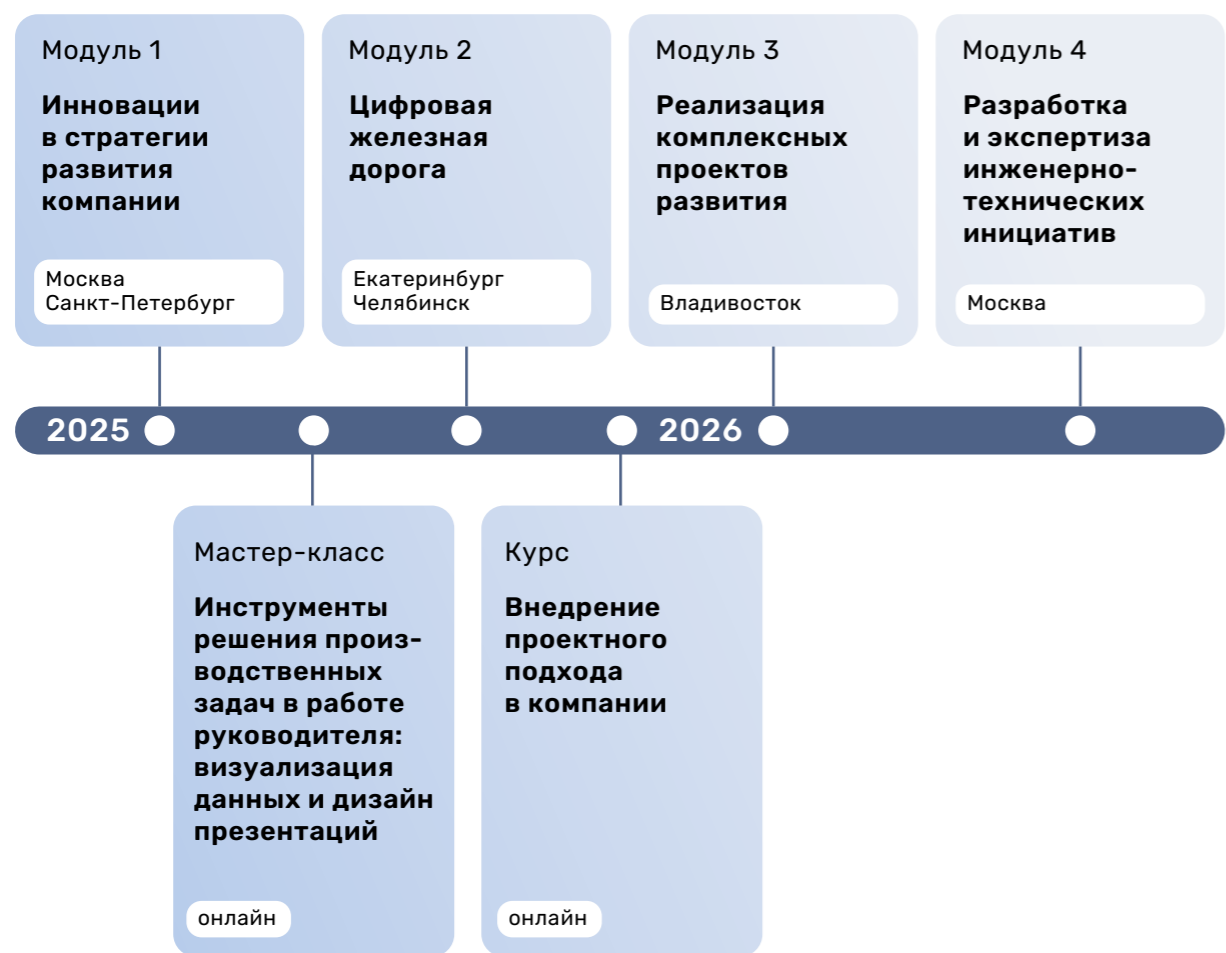 Модуль 1
Инновации
в стратегии
развития
компании
Москва
Санкт-Петербург
Модуль 2
Цифровая
железная
дорога
Екатеринбург
Челябинск
Модуль 3
Реализация
комплексных
проектов
развития
Владивосток
Модуль 4
Разработка
и экспертиза
инженерно-
технических
инициатив
Москва
2025
2026
Мастер-класс
Инструменты
решения произ-
водственных
задач в работе
руководителя:
визуализация
данных и дизайн
презентаций
онлайн
Курс
Внедрение
проектного
подхода
в компании
онлайн